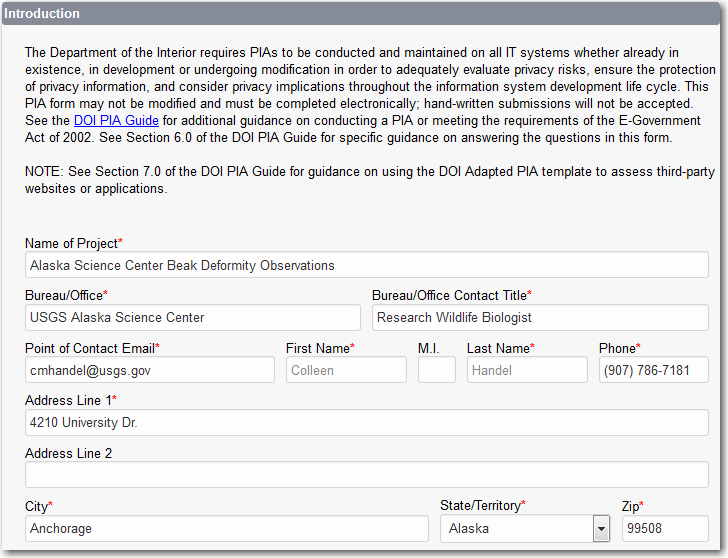 Introduction
The Department of the Interior requires PIAs to be conducted and maintained on all IT systems whether already in
existence, in development or undergoing modification in order to adequately evaluate privacy risks, ensure the protection
of privacy information, and consider privacy implications throughout the information system development life cycle. This
PIA form may not be modified and must be completed electronically; hand-written submissions will not be accepted.
See the DOI PIA Guide for additional guidance on conducting a PIA or meeting the requirements of the E-Government
Act of 2002. See Section 6.0 of the DOI PIA Guide for specific guidance on answering the questions in this form.
NOTE: See Section 7.0 of the DOI PIA Guide for guidance on using the DOI Adapted PIA template to assess third-party
websites or applications.
Name of Project*
Alaska Science Center Beak Deformity Observations
Bureau/Office* Bureau/Office Contact Title*
USGS Alaska Science Center Research Wildlife Biologist
Point of Contact Email* First Name* M.I. Last Name* Phone*
cmhandel@usgs.gov Colleen Handel (907) 786-7181
Address Line 1*
4210 University Dr.
Address Line 2
City* State/Territory* Zip*
Anchorage Alaska 99508